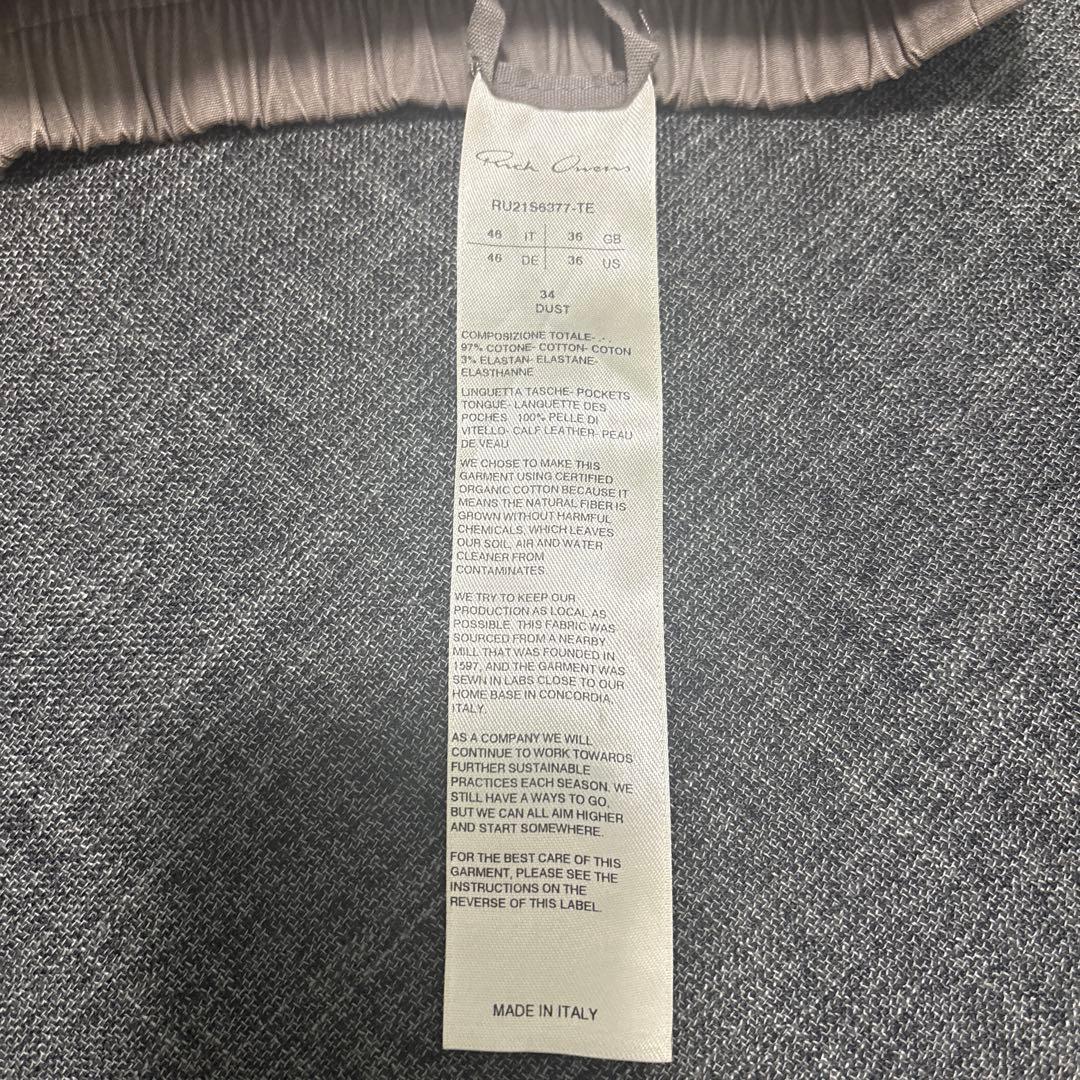 Rick Owens
RU21S6377-TE
46 IT 36 GB
46 DE 36 US
34
DUST
COMPOSIZIONE TOTALE- . .
97% COTONE- COTTON- COTON
3% ELASTAN- ELASTANE-
ELASTHANNE
LINGUETTA TASCHE- POCKETS
TONGUE- LANGUETTE DES
POCHES 100% PELLE DI
VITELLO- CALF LEATHER- PEAU
DE VEAU
WE CHOSE TO MAKE THIS
GARMENT USING CERTIFIED
ORGANIC COTTON BECAUSE IT
MEANS THE NATURAL FIBER IS
GROWN WITHOUT HARMFUL
CHEMICALS, WHICH LEAVES
OUR SOIL, AIR AND WATER
CLEANER FROM
CONTAMINATES
WE TRY TO KEEP OUR
PRODUCTION AS LOCAL AS
POSSIBLE. THIS FABRIC WAS
SOURCED FROM A NEARBY
MILL THAT WAS FOUNDED IN
1597, AND THE GARMENT WAS
SEWN IN LABS CLOSE TO OUR
HOME BASE IN CONCORDIA,
ITALY.
AS A COMPANY WE WILL
CONTINUE TO WORK TOWARDS
FURTHER SUSTAINABLE
PRACTICES EACH SEASON. WE
STILL HAVE A WAYS TO GO,
BUT WE CAN ALL AIM HIGHER
AND START SOMEWHERE.
FOR THE BEST CARE OF THIS
GARMENT, PLEASE SEE THE
INSTRUCTIONS ON THE
REVERSE OF THIS LABEL.
MADE IN ITALY